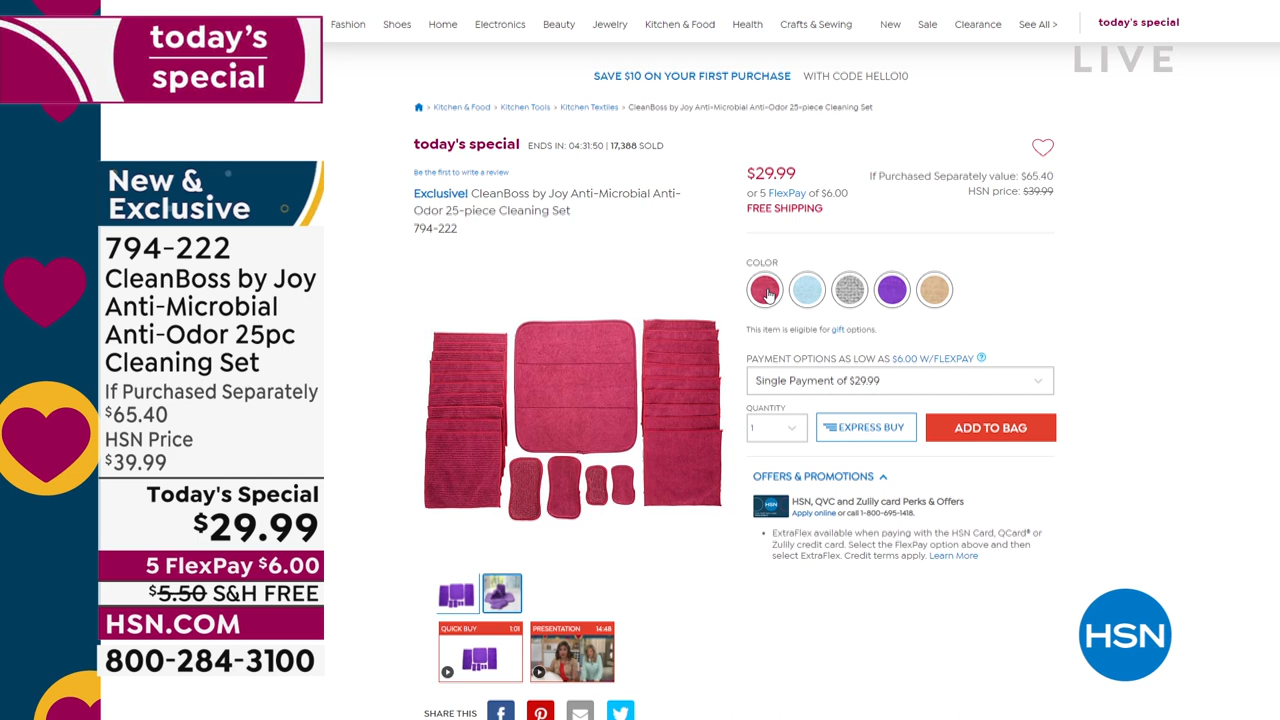 today's
special
New &
Exclusive
794-222
CleanBoss by Joy
Anti-Microbial
Anti-Odor 25pc
Cleaning Set
If Purchased Separately
$65.40
HSN Price
$39.99
Today's Special
$29.99
5 FlexPay $6.00
$5.50 S&H FREE
HSN.COM
800-284-3100
Fashion Shoes Home Electronics Beauty Jewelry Kitchen & Food Health Crafts & Sewing New Sale Clearance See All > today's special
LIVE
SAVE $10 ON YOUR FIRST PURCHASE WITH CODE HELLO10
> Kitchen & Food > Kitchen Tools > Kitchen Textiles > CleanBoss by Joy Anti-Microbial Anti-Odor 25-piece Cleaning Set
today's special ENDS IN: 04:31:50 | 17,388 SOLD
Be the first to write a review
Exclusive! CleanBoss by Joy Anti-Microbial Anti-
Odor 25-piece Cleaning Set
794-222
$29.99
or 5 FlexPay of $6.00
FREE SHIPPING
If Purchased Separately value: $65.40
HSN price: $39.99
COLOR
This item is eligible for gift options.
PAYMENT OPTIONS AS LOW AS $6.00 W/FLEXPAY ?
Single Payment of $29.99
QUANTITY
1
EXPRESS BUY
ADD TO BAG
OFFERS & PROMOTIONS
HSN
HSN, QVC and Zulily card Perks & Offers
Apply online or call 1-800-695-1418.
• ExtraFlex available when paying with the HSN Card, QCard® or
Zulily credit card. Select the FlexPay option above and then
select ExtraFlex. Credit terms apply. Learn More
QUICK BUY 1:01
PRESENTATION 14:48
SHARE THIS
HSN